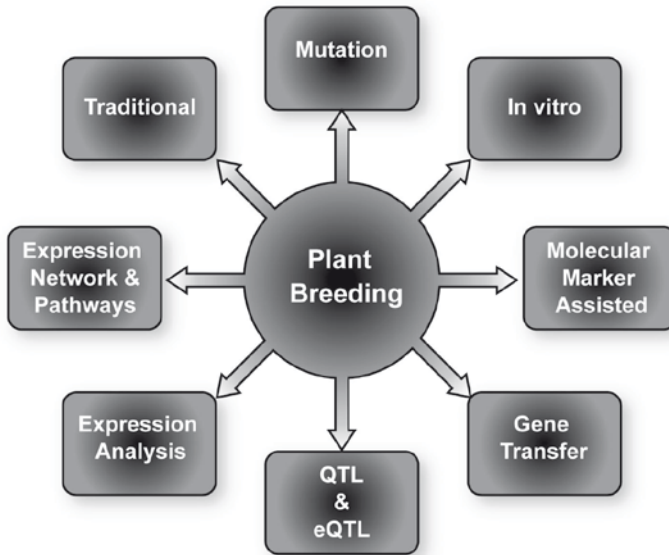 Mutation
Traditional
In vitro
Expression
Network &
Pathways
Plant
Breeding
Molecular
Marker
Assisted
Expression
Analysis
Gene
Transfer
QTL
&
eQTL